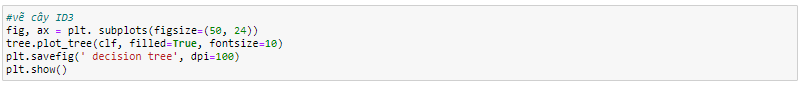 #vẽ cây ID3
fig, ax = plt. subplots(figsize=(50, 24))
tree.plot_tree(clf, filled=True, fontsize=10)
plt.savefig(' decision tree', dpi=100)
plt.show()